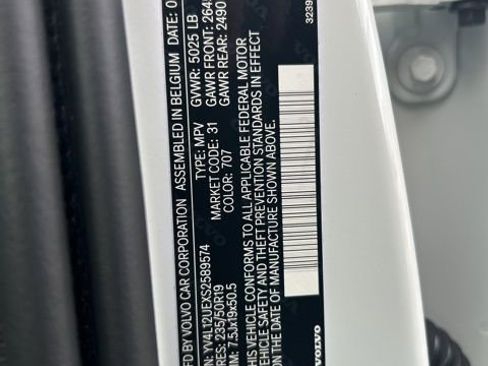 FD BY VOLVO CAR CORPORATION ASSEMBLED IN BELGIUM DATE: 0
GVWR: 5025 LB
GAWR FRONT: 264
GAWR REAR: 2490
: YV4L12UEXS2589574 TYPE: MPV
MARKET CODE: 31
RES: 235/50R19 COLOR: 707
IM: 7.5Jx19x50.5
THIS VEHICLE CONFORMS TO ALL APPLICABLE FEDERAL MOTOR
VEHICLE SAFETY AND THEFT PREVENTION STANDARDS IN EFFECT
ON THE DATE OF MANUFACTURE SHOWN ABOVE.
VOLVO
3239